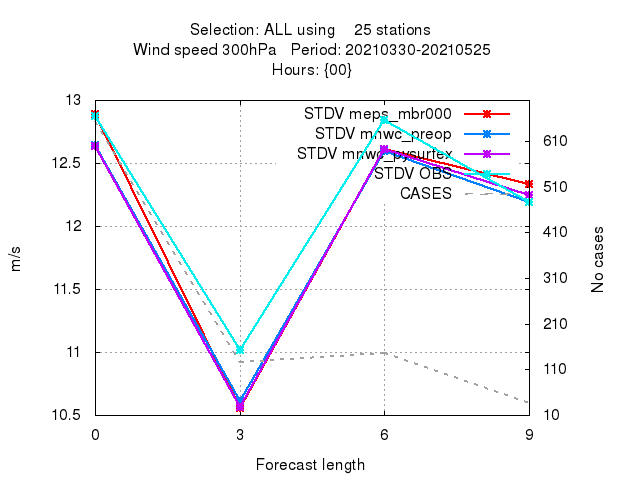 Selection: ALL using    25 stations
Wind speed 300hPa   Period: 20210330-20210525
Hours: {00}
STDV meps_mbr000
STDV mnwc_preop
STDV mnwc_pysurfex
STDV OBS
CASES
13
12.5
12
11.5
11
10.5
m/s
610
510
410
310
210
110
10
No cases
0
3
6
9
Forecast length